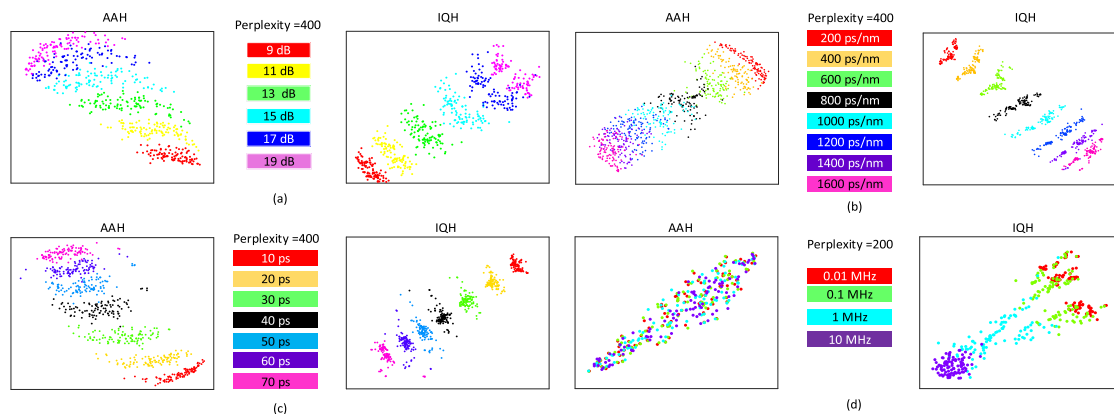 AAH
Perplexity =400
9 dB
11 dB
13 dB
15 dB
17 dB
19 dB
IQH
(a)
AAH
Perplexity =400
200 ps/nm
400 ps/nm
600 ps/nm
800 ps/nm
1000 ps/nm
1200 ps/nm
1400 ps/nm
1600 ps/nm
IQH
(b)
AAH
Perplexity =400
10 ps
20 ps
30 ps
40 ps
50 ps
60 ps
70 ps
IQH
(c)
AAH
Perplexity =200
0.01 MHz
0.1 MHz
1 MHz
10 MHz
IQH
(d)